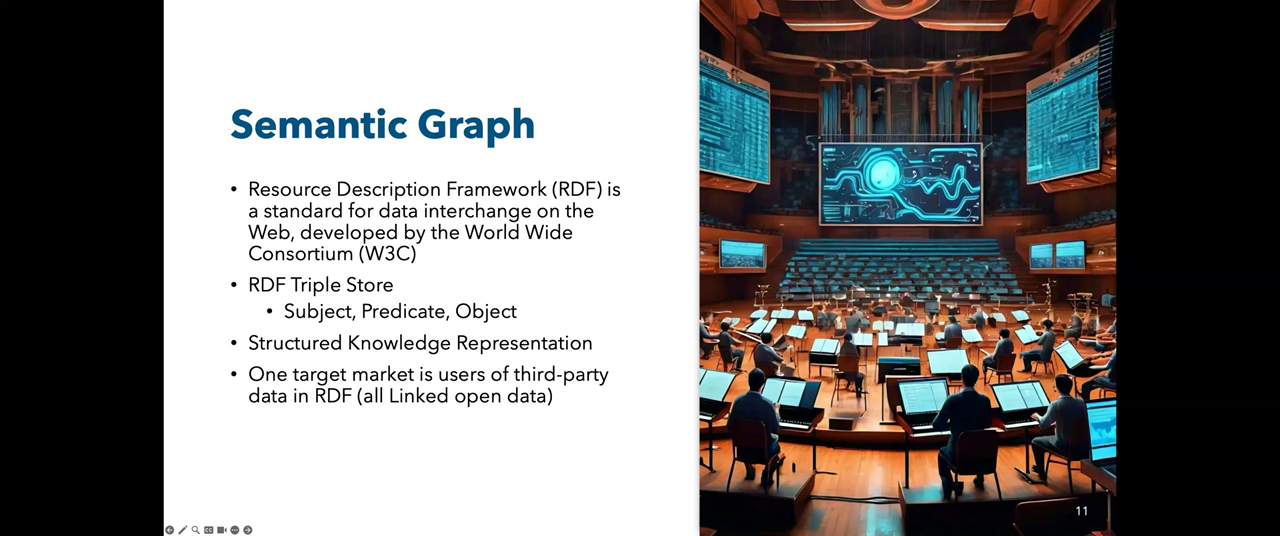 Semantic Graph
• Resource Description Framework (RDF) is
a standard for data interchange on the
Web, developed by the World Wide
Consortium (W3C)
• RDF Triple Store
• Subject, Predicate, Object
• Structured Knowledge Representation
• One target market is users of third-party
data in RDF (all Linked open data)
11